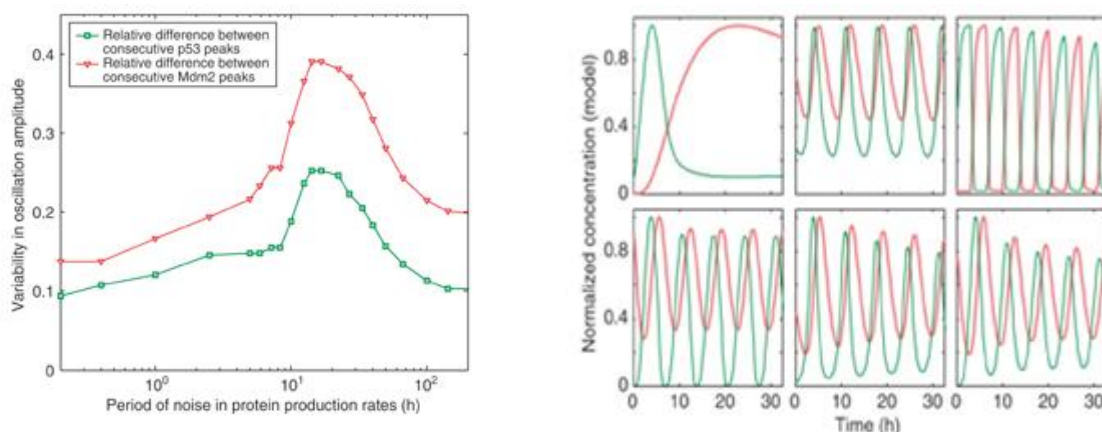 0.4
0.3
0.2
0.1
0
Variability in oscillation amplitude
Relative difference between
consecutive p53 peaks
Relative difference between
consecutive Mdm2 peaks
10⁰
10¹
10²
Period of noise in protein production rates (h)
Normalized concentration (model)
0.8
0.4
0
0.8
0.4
0
0 10 20 30
0 10 20 30
0 10 20 30
Time (h)